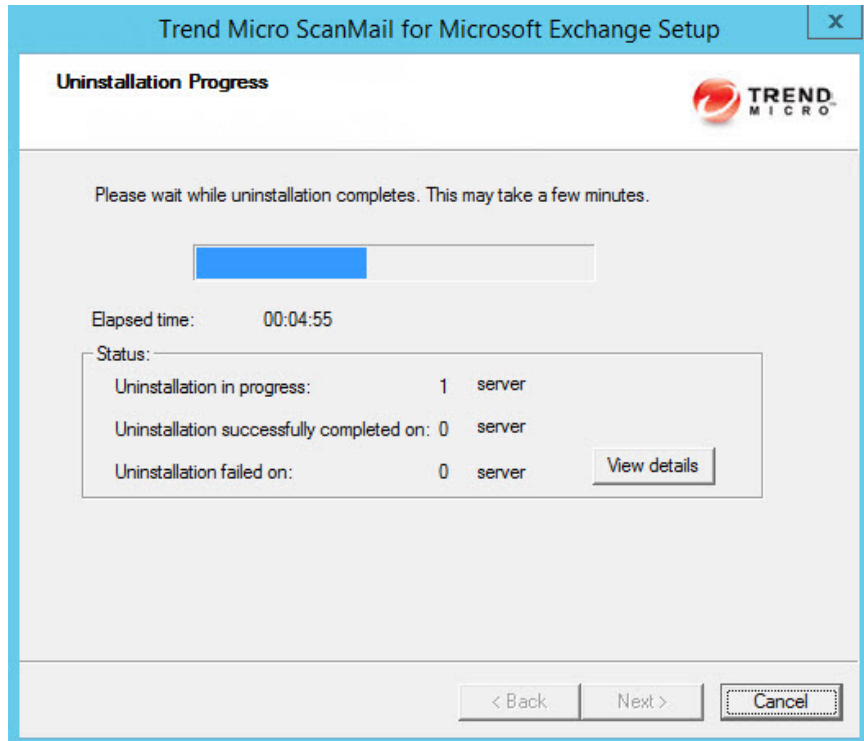 Trend Micro ScanMail for Microsoft Exchange Setup
x
Uninstallation Progress
TREND
MICRO
Please wait while uninstallation completes. This may take a few minutes.
Elapsed time: 00:04:55
Status:
Uninstallation in progress: 1 server
Uninstallation successfully completed on: 0 server
Uninstallation failed on: 0 server
View details
< Back Next > Cancel